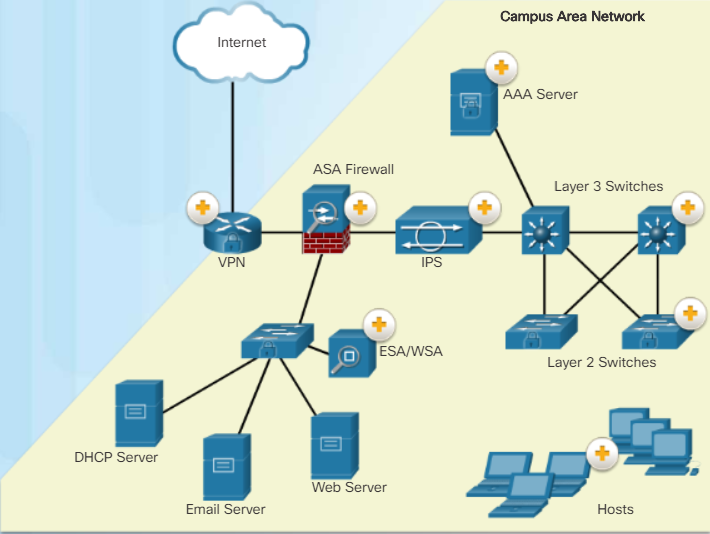 Campus Area Network
Internet
AAA Server
ASA Firewall
Layer 3 Switches
VPN
IPS
ESA/WSA
Layer 2 Switches
DHCP Server
Web Server
Email Server
Hosts